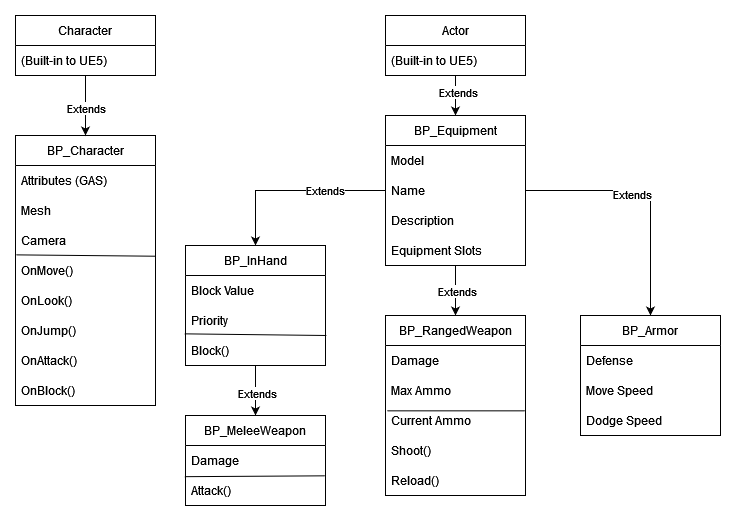 Character
(Built-in to UE5)
Extends
BP_Character
Attributes (GAS)
Mesh
Camera
OnMove()
OnLook()
OnJump()
OnAttack()
OnBlock()
Actor
(Built-in to UE5)
Extends
BP_Equipment
Model
Name
Description
Equipment Slots
Extends
BP_InHand
Block Value
Priority
Block()
Extends
BP_MeleeWeapon
Damage
Attack()
Extends
BP_RangedWeapon
Damage
Max Ammo
Current Ammo
Shoot()
Reload()
Extends
BP_Armor
Defense
Move Speed
Dodge Speed